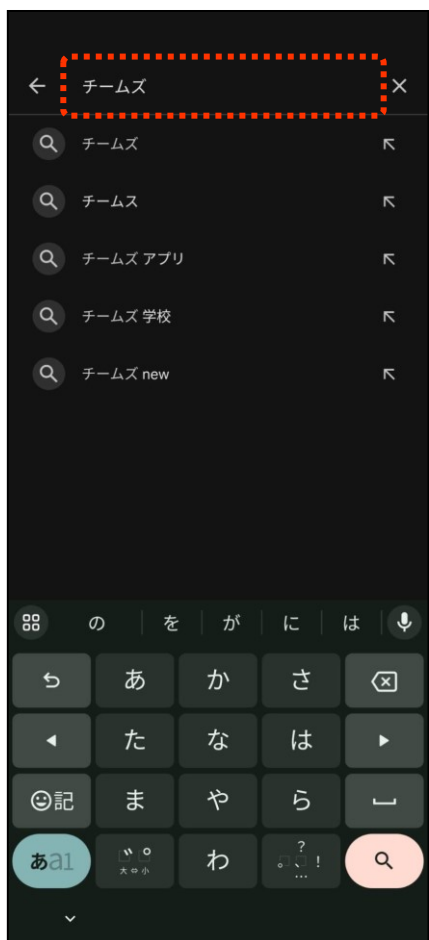 チームズ
チームズ
チームス
チームズ アプリ
チームズ 学校
チームズ new
の を が に は
あ か さ
た な は
記 ま や ら
あa1 大⇔小 わ 。、?!…